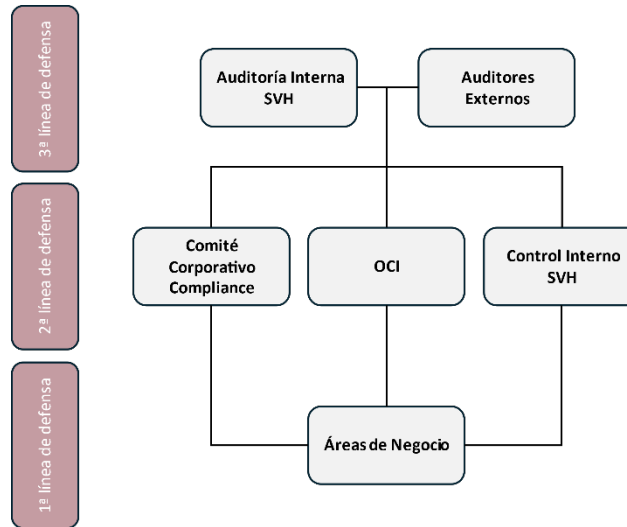 3ª línea de defensa
Auditoría Interna
SVH
Auditores
Externos
2ª línea de defensa
Comité
Corporativo
Compliance
OCI
Control Interno
SVH
1ª línea de defensa
Áreas de Negocio